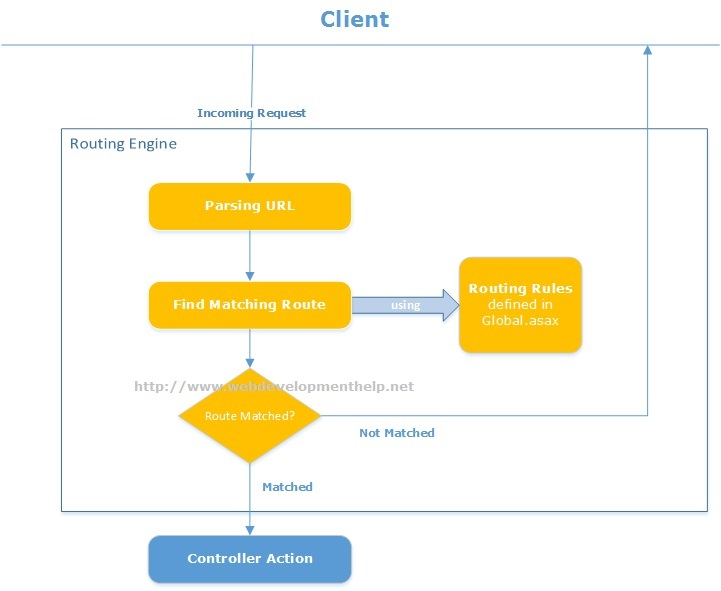 Client
Incoming Request
Routing Engine
Parsing URL
Find Matching Route
using
Routing Rules
defined in
Global.asax
http://www.webdevelopmenthelp.net
Route Matched?
Not Matched
Matched
Controller Action